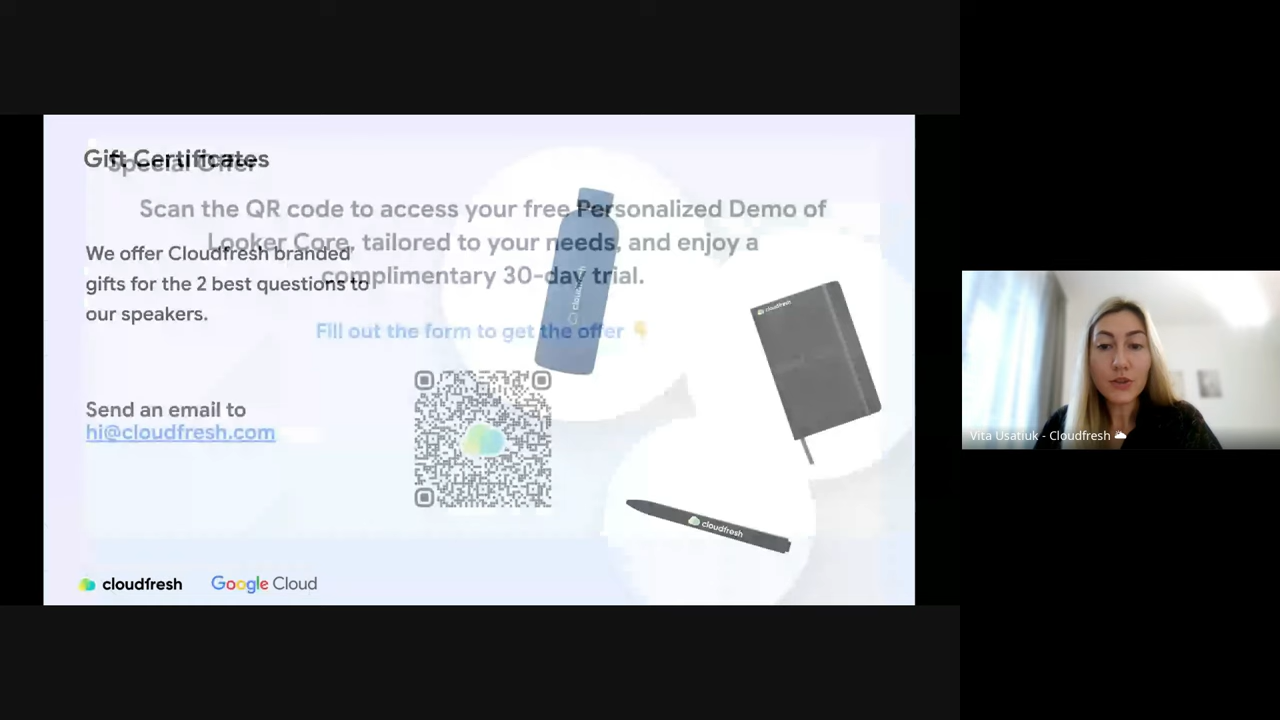 Gift Certificates
Special Offer
Scan the QR code to access your free Personalized Demo of
Looker Core, tailored to your needs, and enjoy a
complimentary 30-day trial.
Fill out the form to get the offer 👇
We offer Cloudfresh branded
gifts for the 2 best questions to
our speakers.
Send an email to
hi@cloudfresh.com
cloudfresh
cloudfresh
cloudfresh
cloudfresh
Google Cloud
Vita Usatiuk - Cloudfresh 🌥️